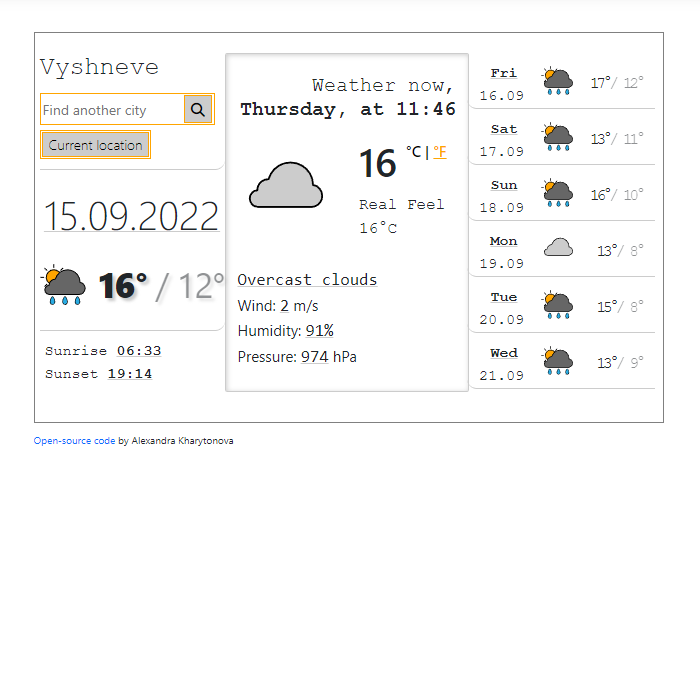 Vyshneve
Find another city
Current location
15.09.2022
16° / 12°
Sunrise 06:33
Sunset 19:14
Weather now,
Thursday, at 11:46
16 °C|°F
Real Feel
16°C
Overcast clouds
Wind: 2 m/s
Humidity: 91%
Pressure: 974 hPa
Fri
16.09
17°/ 12°
Sat
17.09
13°/ 11°
Sun
18.09
16°/ 10°
Mon
19.09
13°/ 8°
Tue
20.09
15°/ 8°
Wed
21.09
13°/ 9°
Open-source code by Alexandra Kharytonova